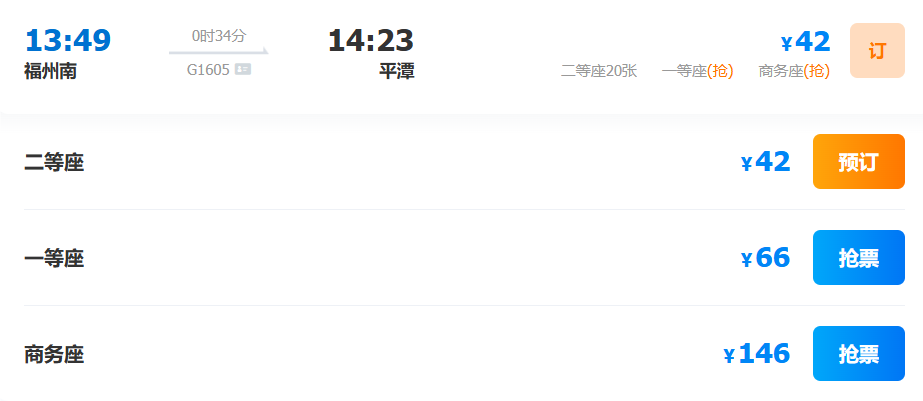 13:49 0时34分 14:23 ¥42 订
福州南 G1605 平潭 二等座20张 一等座(抢) 商务座(抢)
二等座 ¥42 预订
一等座 ¥66 抢票
商务座 ¥146 抢票